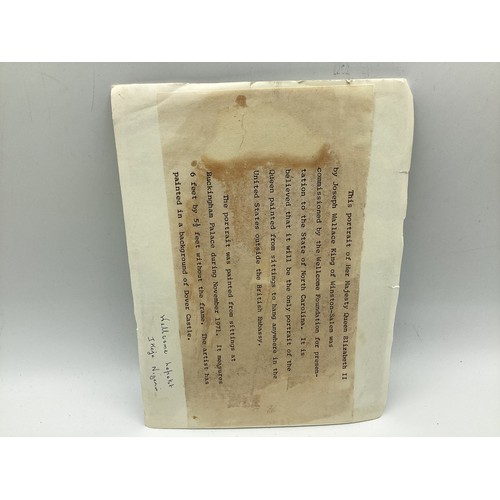 This portrait of Her Majesty Queen Elizabeth II
by Joseph Wallace King of Winston-Salem was
commissioned by the Wellcome Foundation for presen-
tation to the State of North Carolina. It is
believed that it will be the only portrait of the
Queen painted from sittings to hang anywhere in the
United States outside the British Embassy.
The portrait was painted from sittings at
Buckingham Palace during November 1971. It measures
6 feet by 5½ feet without the frame. The artist has
painted in a background of Dover Castle.
Wellcome
Ikeja